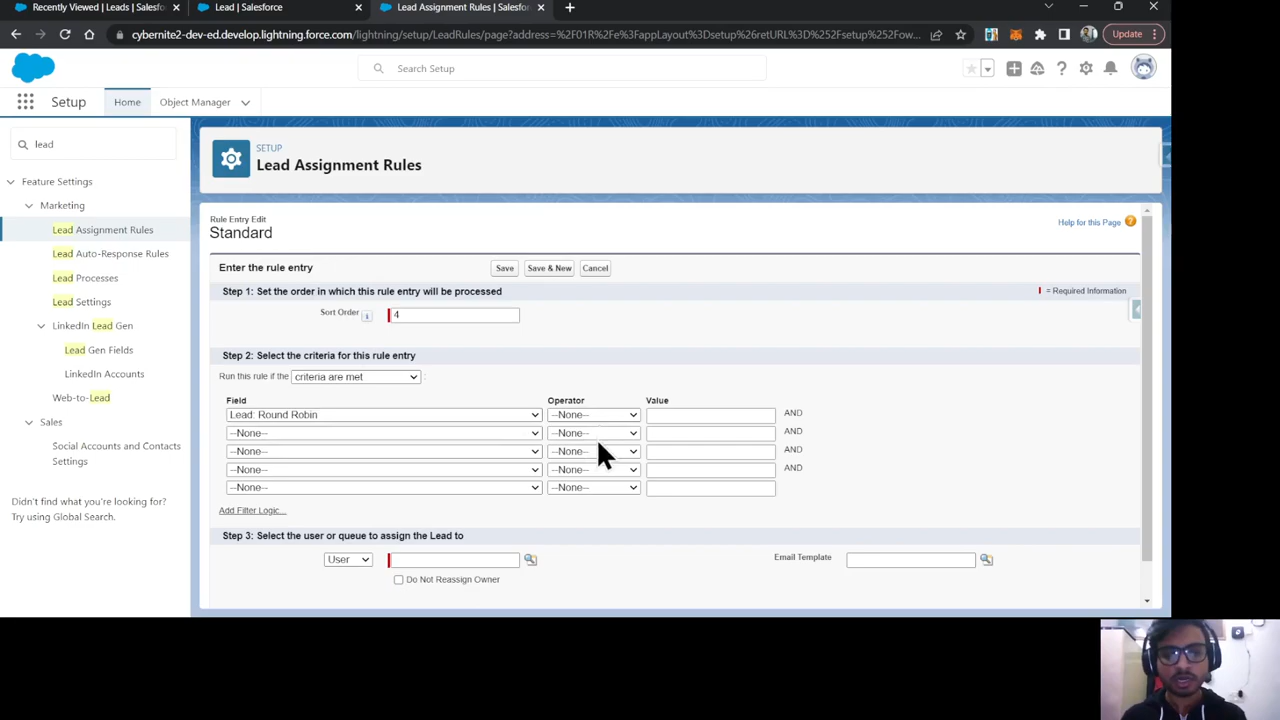 Recently Viewed | Leads | Salesfo
Lead | Salesforce
Lead Assignment Rules | Salesfor
cybernite2-dev-ed.develop.lightning.force.com/lightning/setup/LeadRules/page?address=%2F01R%2Fe%3FappLayout%3Dsetup%26retURL%3D%252Fsetup%252Fow...
Update
Search Setup
Setup
Home
Object Manager
lead
Feature Settings
Marketing
Lead Assignment Rules
Lead Auto-Response Rules
Lead Processes
Lead Settings
LinkedIn Lead Gen
Lead Gen Fields
LinkedIn Accounts
Web-to-Lead
Sales
Social Accounts and Contacts
Settings
Didn't find what you're looking for?
Try using Global Search.
SETUP
Lead Assignment Rules
Rule Entry Edit
Standard
Help for this Page
Enter the rule entry
Save
Save & New
Cancel
Step 1: Set the order in which this rule entry will be processed
= Required Information
Sort Order
4
Step 2: Select the criteria for this rule entry
Run this rule if the criteria are met :
Field Operator Value
Lead: Round Robin --None-- AND
--None-- --None-- AND
--None-- --None-- AND
--None-- --None-- AND
--None-- --None--
Add Filter Logic...
Step 3: Select the user or queue to assign the Lead to
User
Email Template
Do Not Reassign Owner